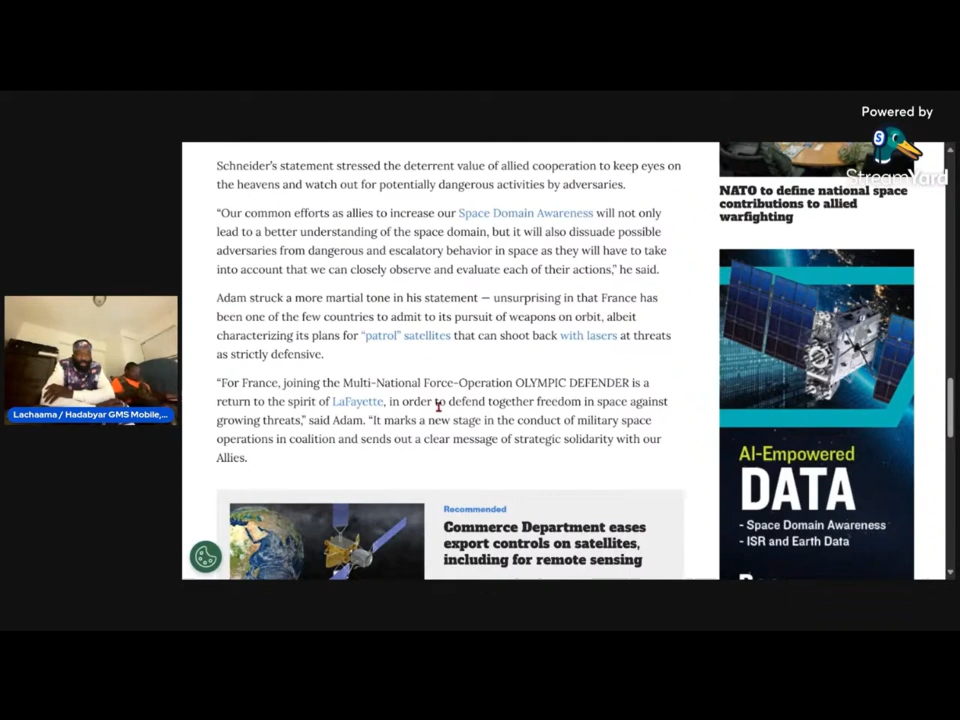 Powered by
StreamYard
Schneider's statement stressed the deterrent value of allied cooperation to keep eyes on
the heavens and watch out for potentially dangerous activities by adversaries.
“Our common efforts as allies to increase our Space Domain Awareness will not only
lead to a better understanding of the space domain, but it will also dissuade possible
adversaries from dangerous and escalatory behavior in space as they will have to take
into account that we can closely observe and evaluate each of their actions,” he said.
Adam struck a more martial tone in his statement — unsurprising in that France has
been one of the few countries to admit to its pursuit of weapons on orbit, albeit
characterizing its plans for “patrol” satellites that can shoot back with lasers at threats
as strictly defensive.
“For France, joining the Multi-National Force-Operation OLYMPIC DEFENDER is a
return to the spirit of LaFayette, in order to defend together freedom in space against
growing threats,” said Adam. “It marks a new stage in the conduct of military space
operations in coalition and sends out a clear message of strategic solidarity with our
Allies.
Recommended
Commerce Department eases
export controls on satellites,
including for remote sensing
NATO to define national space
contributions to allied
warfighting
AI-Empowered
DATA
- Space Domain Awareness
- ISR and Earth Data
Lachaama / Hadabyar GMS Mobile,...